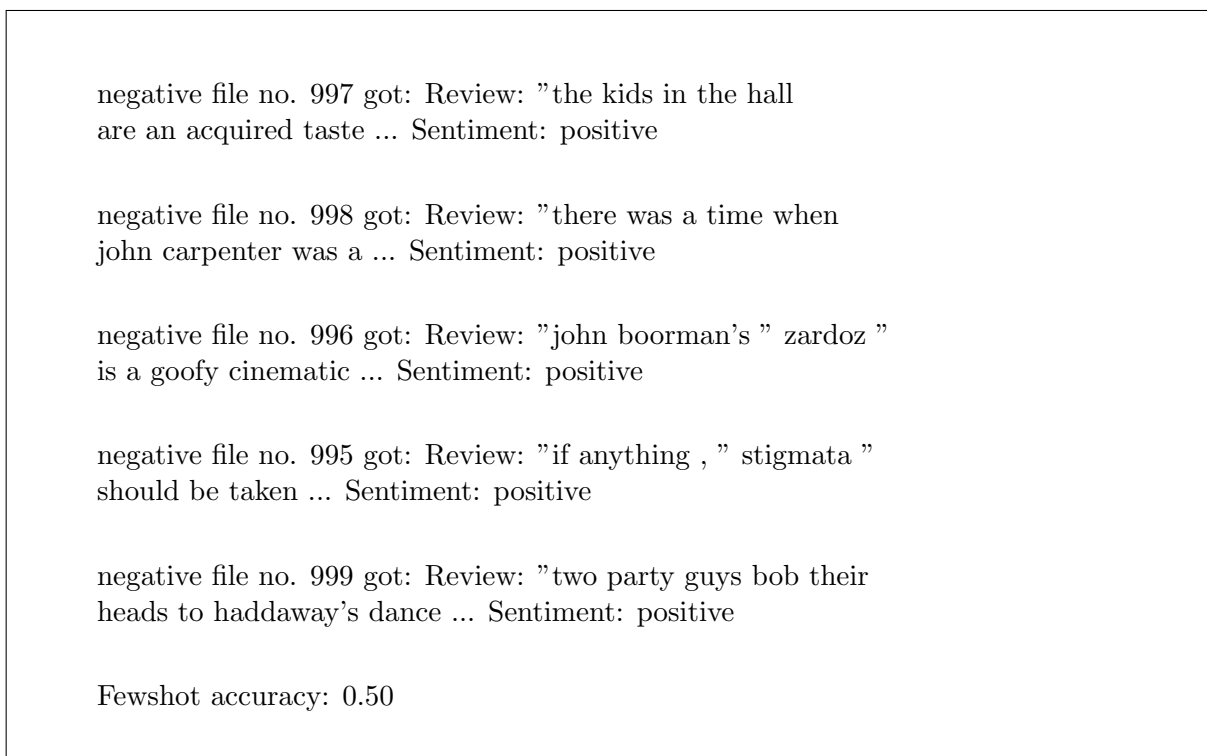 negative file no. 997 got: Review: ”the kids in the hall
are an acquired taste ... Sentiment: positive
negative file no. 998 got: Review: ”there was a time when
john carpenter was a ... Sentiment: positive
negative file no. 996 got: Review: ”john boorman's ” zardoz ”
is a goofy cinematic ... Sentiment: positive
negative file no. 995 got: Review: ”if anything , ” stigmata ”
should be taken ... Sentiment: positive
negative file no. 999 got: Review: ”two party guys bob their
heads to haddaway's dance ... Sentiment: positive
Fewshot accuracy: 0.50